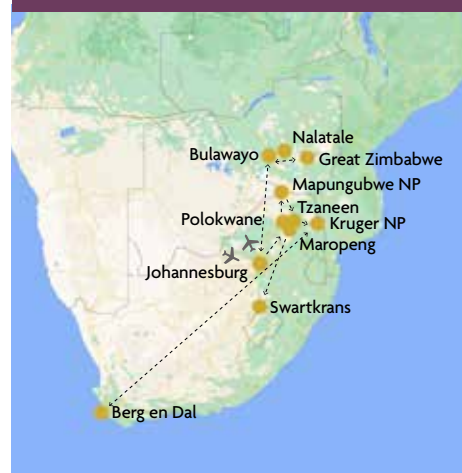 Nalatale
Bulawayo
Great Zimbabwe
Mapungubwe NP
Tzaneen
Polokwane
Kruger NP
Maropeng
Johannesburg
Swartkrans
Berg en Dal